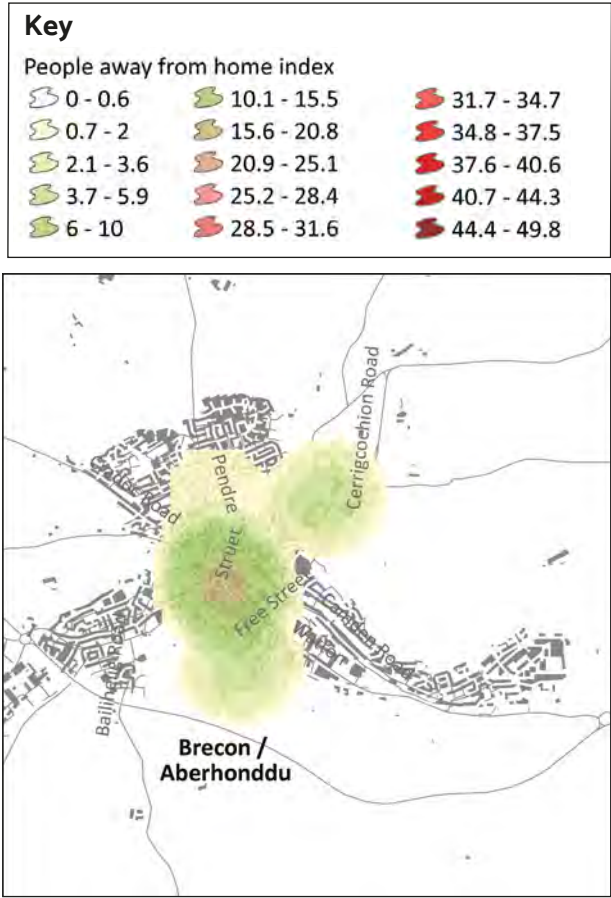 Key
People away from home index
0 - 0.6
0.7 - 2
2.1 - 3.6
3.7 - 5.9
6 - 10
10.1 - 15.5
15.6 - 20.8
20.9 - 25.1
25.2 - 28.4
28.5 - 31.6
31.7 - 34.7
34.8 - 37.5
37.6 - 40.6
40.7 - 44.3
44.4 - 49.8
Cerrigcochion Road
Pendre
Road
Struet
Free Street
Camden Road
Watton
Road
Brecon /
Aberhonddu